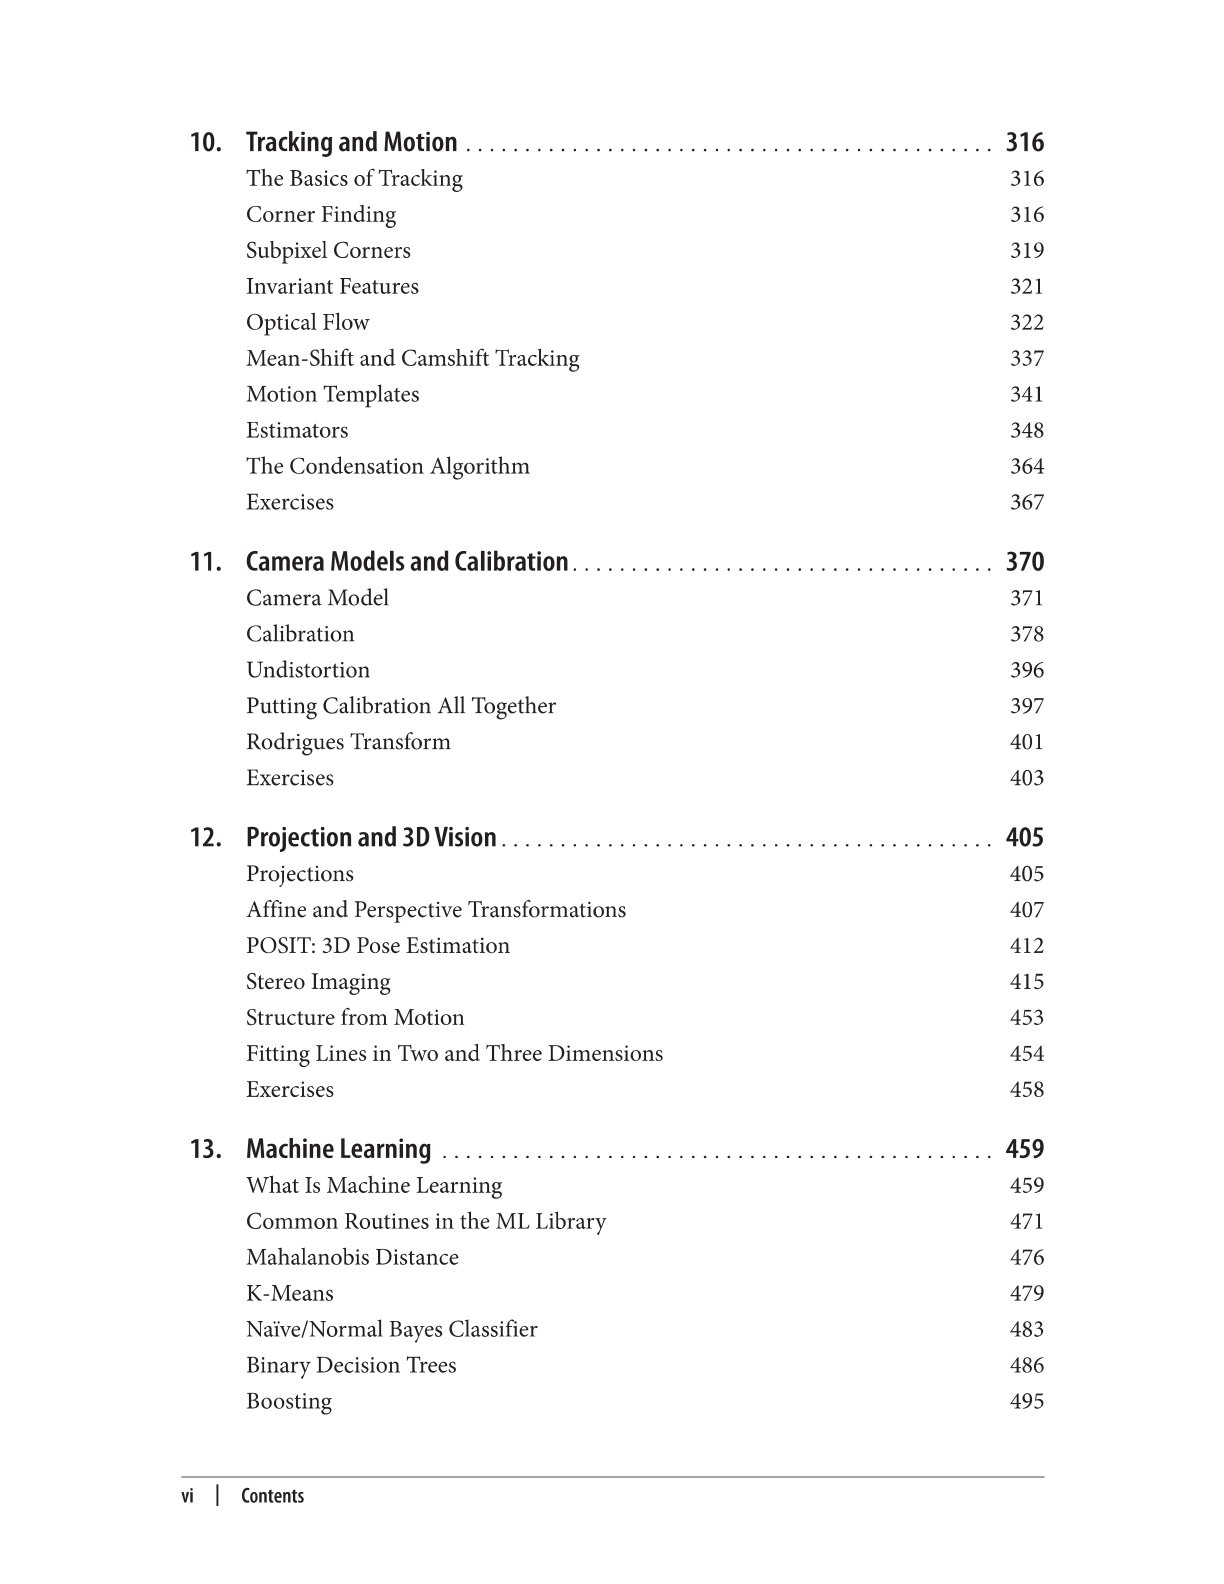 10. Tracking and Motion . . . . . . . . . . . . . . . . . . . . . . . . . . . . . . . . . . . . . . . . . . . . . 316
The Basics of Tracking 316
Corner Finding 316
Subpixel Corners 319
Invariant Features 321
Optical Flow 322
Mean-Shift and Camshift Tracking 337
Motion Templates 341
Estimators 348
The Condensation Algorithm 364
Exercises 367
11. Camera Models and Calibration . . . . . . . . . . . . . . . . . . . . . . . . . . . . . . . . . . . . 370
Camera Model 371
Calibration 378
Undistortion 396
Putting Calibration All Together 397
Rodrigues Transform 401
Exercises 403
12. Projection and 3D Vision . . . . . . . . . . . . . . . . . . . . . . . . . . . . . . . . . . . . . . . . . . 405
Projections 405
Affine and Perspective Transformations 407
POSIT: 3D Pose Estimation 412
Stereo Imaging 415
Structure from Motion 453
Fitting Lines in Two and Three Dimensions 454
Exercises 458
13. Machine Learning . . . . . . . . . . . . . . . . . . . . . . . . . . . . . . . . . . . . . . . . . . . . . . . 459
What Is Machine Learning 459
Common Routines in the ML Library 471
Mahalanobis Distance 476
K-Means 479
Naïve/Normal Bayes Classifier 483
Binary Decision Trees 486
Boosting 495
vi | Contents